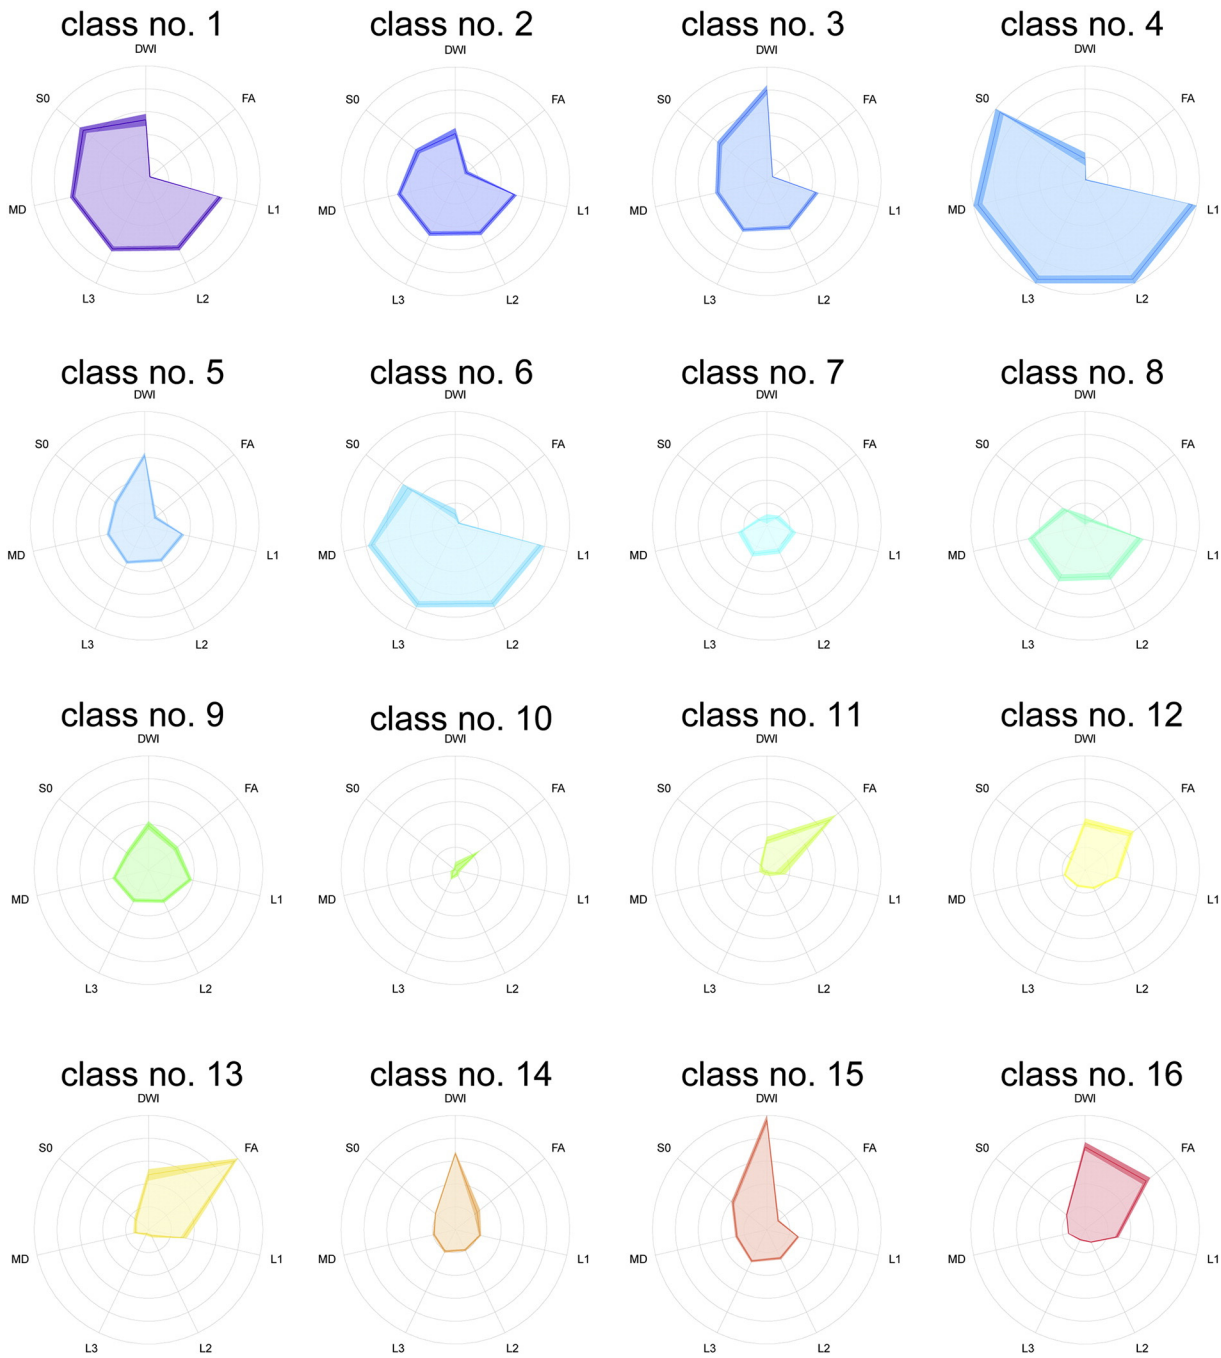 class no. 1
DWI
S0
FA
MD
L1
L3
L2
class no. 2
DWI
S0
FA
MD
L1
L3
L2
class no. 3
DWI
S0
FA
MD
L1
L3
L2
class no. 4
DWI
S0
FA
MD
L1
L3
L2
class no. 5
DWI
S0
FA
MD
L1
L3
L2
class no. 6
DWI
S0
FA
MD
L1
L3
L2
class no. 7
DWI
S0
FA
MD
L1
L3
L2
class no. 8
DWI
S0
FA
MD
L1
L3
L2
class no. 9
DWI
S0
FA
MD
L1
L3
L2
class no. 10
DWI
S0
FA
MD
L1
L3
L2
class no. 11
DWI
S0
FA
MD
L1
L3
L2
class no. 12
DWI
S0
FA
MD
L1
L3
L2
class no. 13
DWI
S0
FA
MD
L1
L3
L2
class no. 14
DWI
S0
FA
MD
L1
L3
L2
class no. 15
DWI
S0
FA
MD
L1
L3
L2
class no. 16
DWI
S0
FA
MD
L1
L3
L2